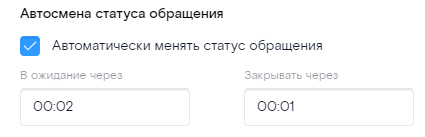 Автосмена статуса обращения
Автоматически менять статус обращения
В ожидание через Закрывать через
00:02 00:01